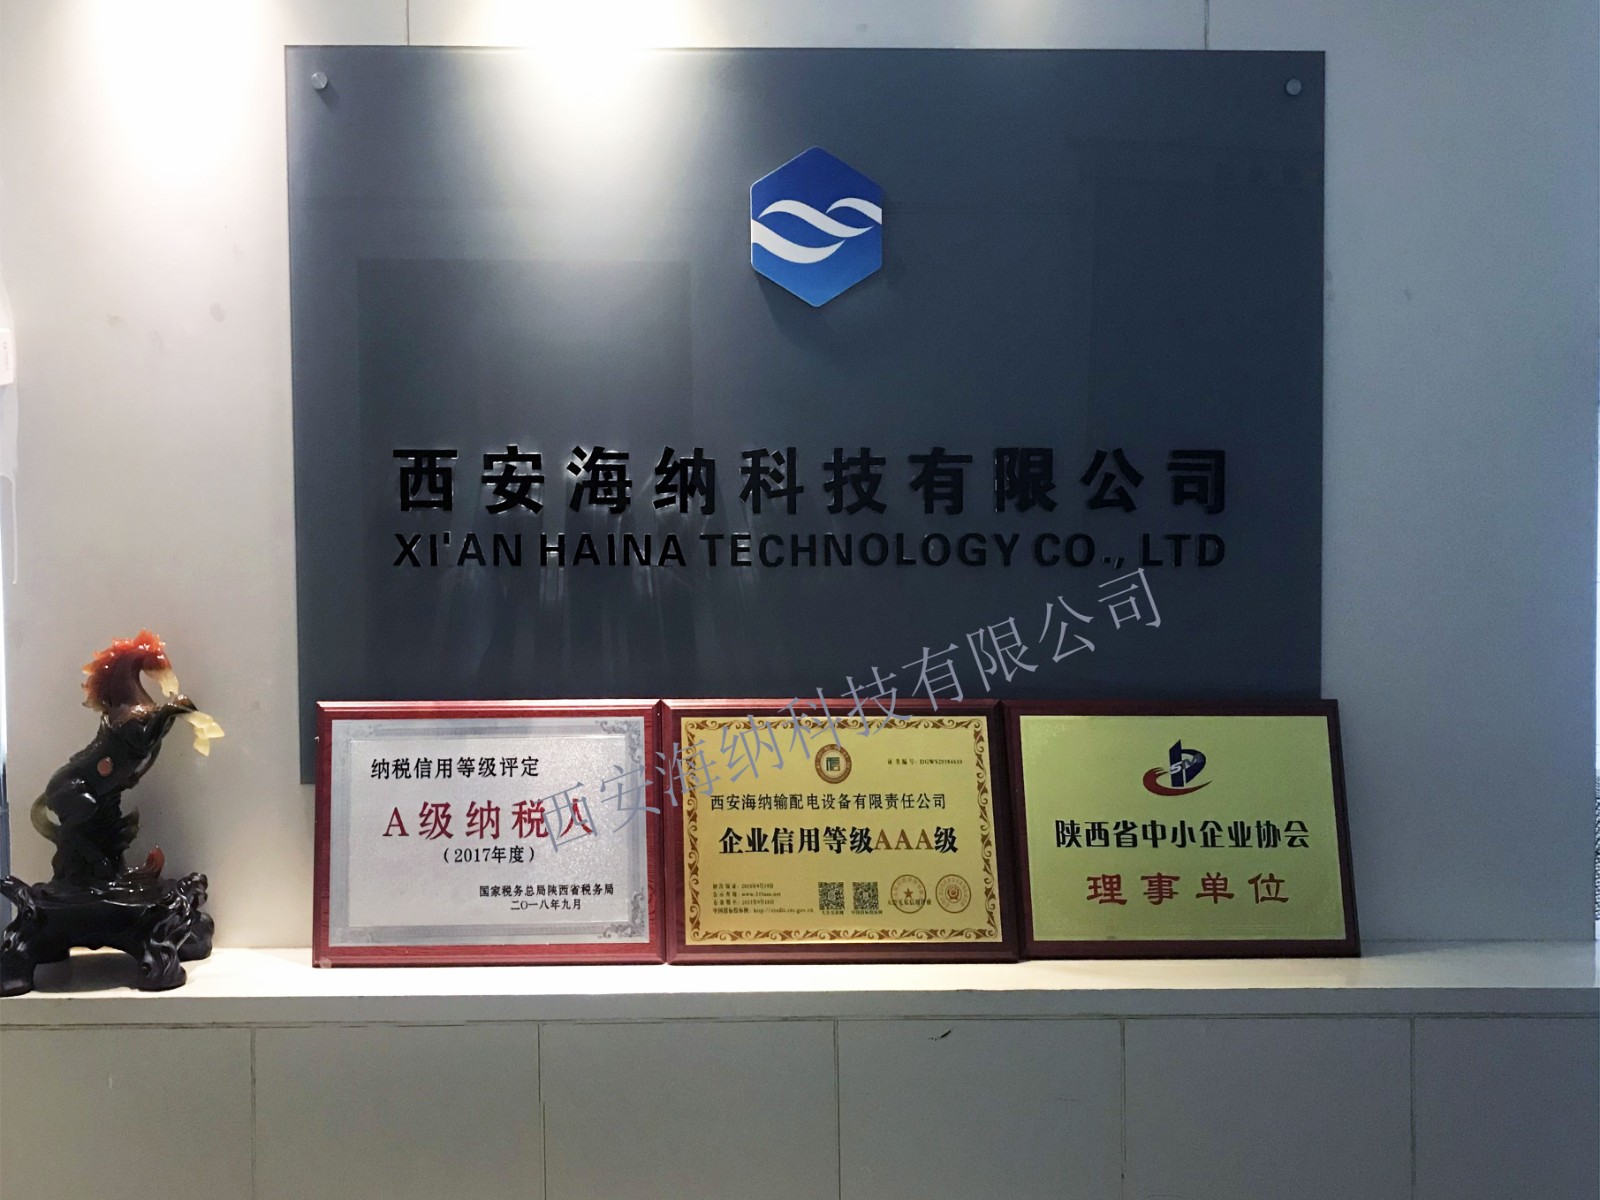 西安海纳科技有限公司
XI'AN HAINA TECHNOLOGY CO., LTD
西安海纳科技有限公司
纳税信用等级评定
A级纳税人
（2017年度）
国家税务总局陕西省税务局
二〇一八年九月
西安海纳输配电设备有限责任公司
企业信用等级AAA级
陕西省中小企业协会
理事单位